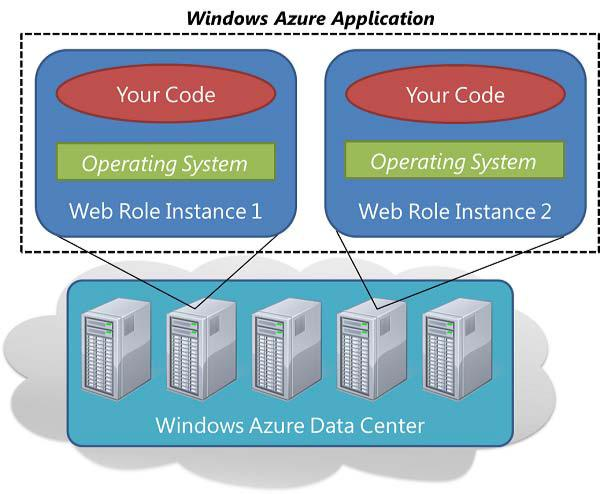 Windows Azure Application
Your Code
Operating System
Web Role Instance 1
Your Code
Operating System
Web Role Instance 2
Windows Azure Data Center